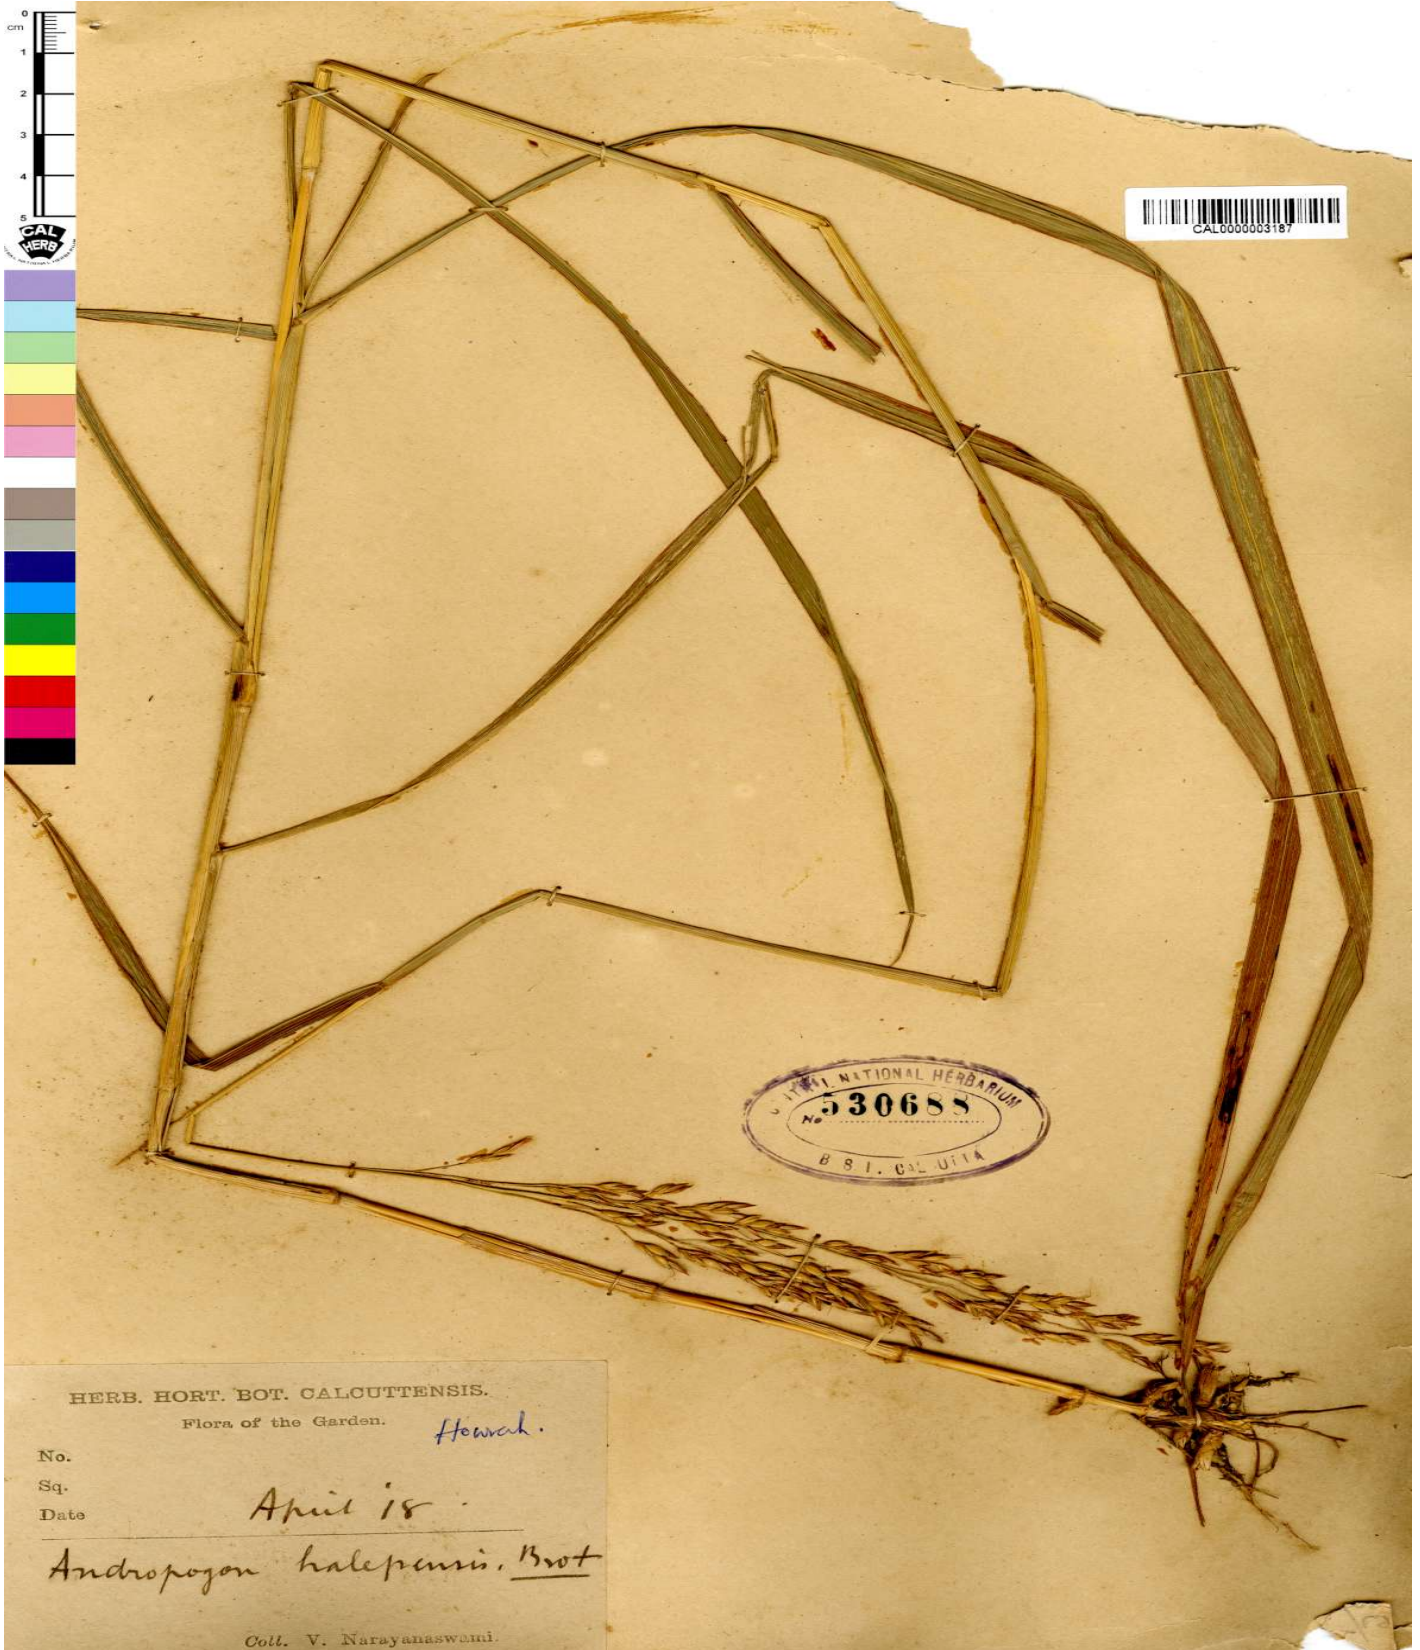 0
cm
1
2
3
4
5
CAL
HERB
CAL0000003187
NATIONAL HERBARIUM
No 530688
B.S.I. CALCUTTA
HERB. HORT. BOT. CALCUTTENSIS.
Flora of the Garden.
Howrah.
No.
Sq.
Date April '18.
Andropogon halepensis. Brot
Coll. V. Narayanaswami.